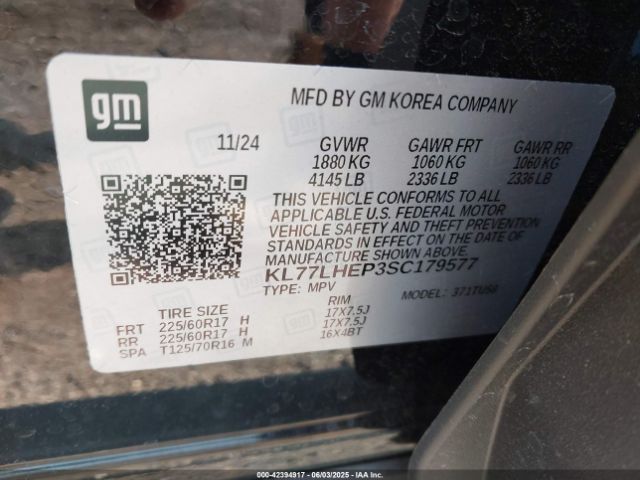 gm
MFD BY GM KOREA COMPANY
11/24 GVWR GAWR FRT GAWR RR
1880 KG 1060 KG 1060 KG
4145 LB 2336 LB 2336 LB
THIS VEHICLE CONFORMS TO ALL
APPLICABLE U.S. FEDERAL MOTOR
VEHICLE SAFETY AND THEFT PREVENTION
STANDARDS IN EFFECT ON THE DATE OF
MANUFACTURE SHOWN ABOVE.
KL77LHEP3SC179577
TYPE: MPV MODEL: 371TUS8
TIRE SIZE RIM
FRT 225/60R17 H 17X7.5J
RR 225/60R17 H 17X7.5J
SPA T125/70R16 M 16X4BT
000-42394917 - 06/03/2025 - IAAI.COM